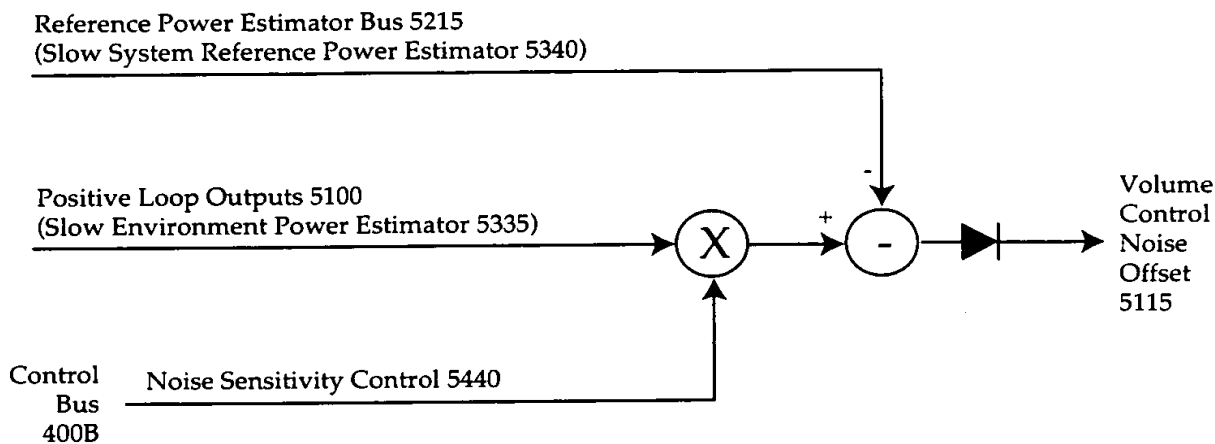 Reference Power Estimator Bus 5215
(Slow System Reference Power Estimator 5340)
-
Positive Loop Outputs 5100
(Slow Environment Power Estimator 5335)
X
+
-
Volume
Control
Noise
Offset
5115
Control
Bus
400B
Noise Sensitivity Control 5440